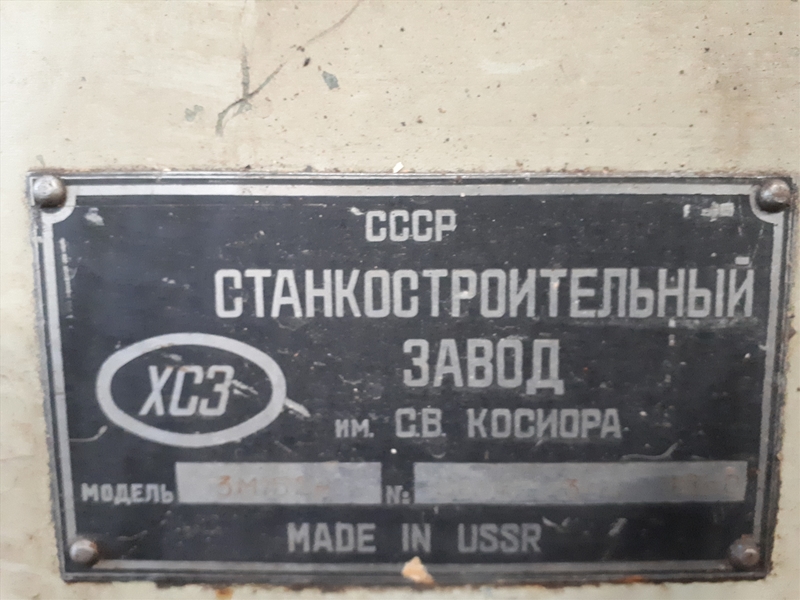 СССР
СТАНКОСТРОИТЕЛЬНЫЙ
ЗАВОД
ХСЗ
им. С.В. КОСИОРА
МОДЕЛЬ №
MADE IN USSR